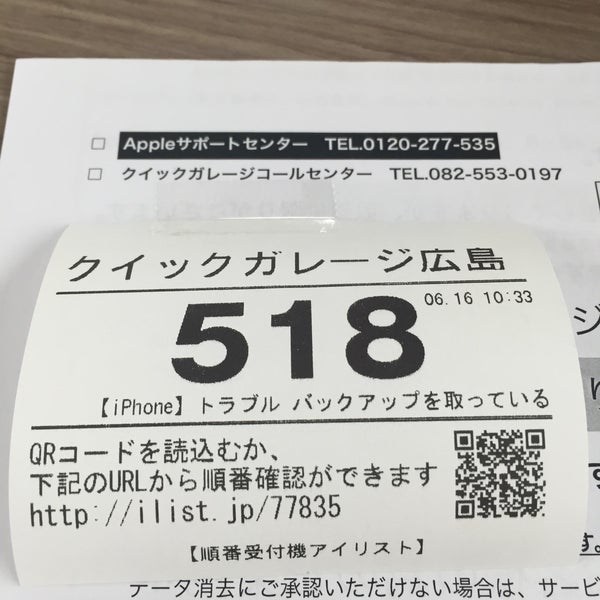 □ Appleサポートセンター TEL.0120-277-535
□ クイックガレージコールセンター TEL.082-553-0197
クイックガレージ広島
06.16 10:33
518
【iPhone】トラブル バックアップを取っている
QRコードを読込むか、
下記のURLから順番確認ができます
http://ilist.jp/77835
【順番受付機アイリスト】
ジ
り
す
す。
データ消去にご承認いただけない場合は、サービ